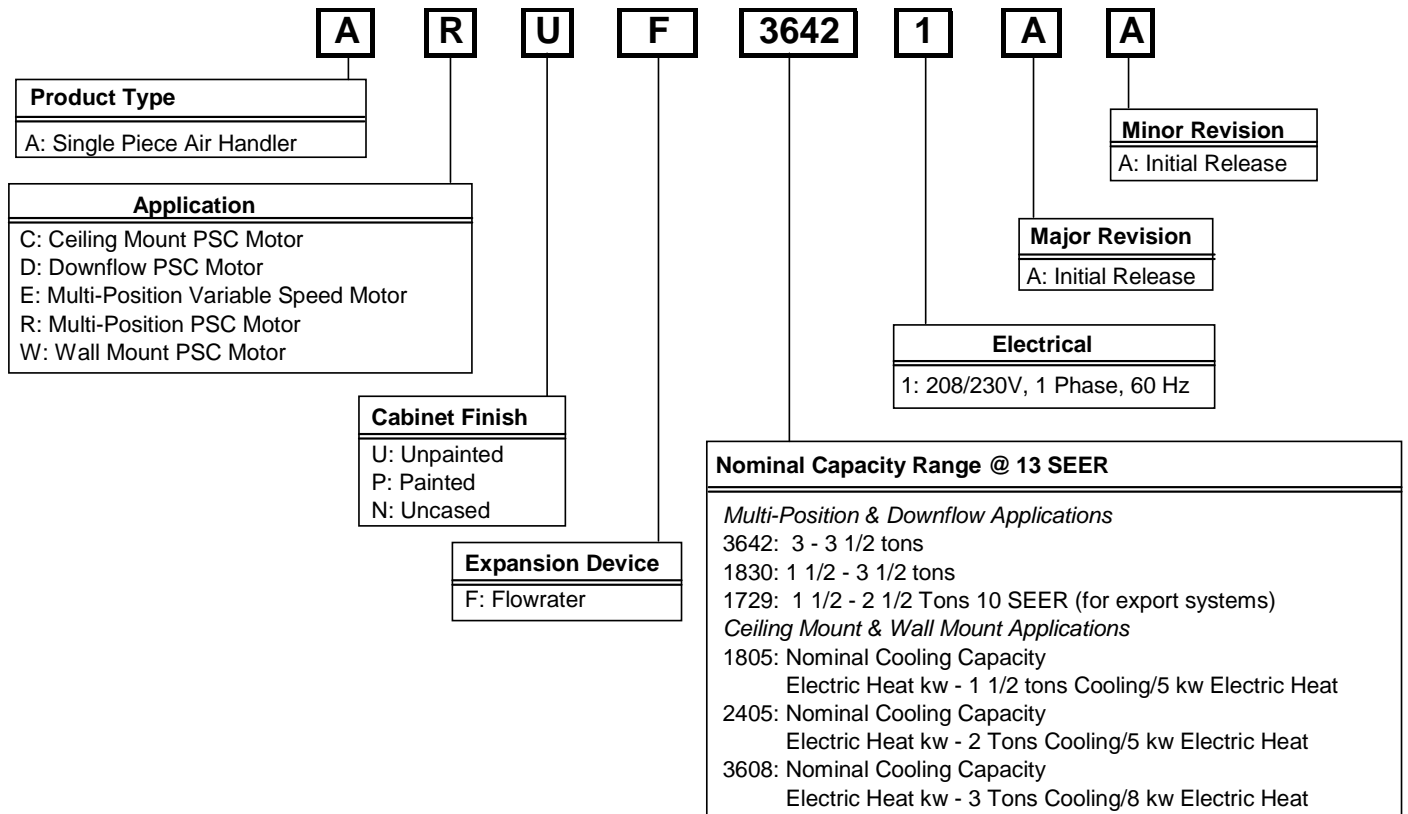 A R U F 3642 1 A A
Product Type
A: Single Piece Air Handler
Minor Revision
A: Initial Release
Application
C: Ceiling Mount PSC Motor
D: Downflow PSC Motor
E: Multi-Position Variable Speed Motor
R: Multi-Position PSC Motor
W: Wall Mount PSC Motor
Major Revision
A: Initial Release
Electrical
1: 208/230V, 1 Phase, 60 Hz
Cabinet Finish
U: Unpainted
P: Painted
N: Uncased
Expansion Device
F: Flowrater
Nominal Capacity Range @ 13 SEER
Multi-Position & Downflow Applications
3642: 3 - 3 1/2 tons
1830: 1 1/2 - 3 1/2 tons
1729: 1 1/2 - 2 1/2 Tons 10 SEER (for export systems)
Ceiling Mount & Wall Mount Applications
1805: Nominal Cooling Capacity
Electric Heat kw - 1 1/2 tons Cooling/5 kw Electric Heat
2405: Nominal Cooling Capacity
Electric Heat kw - 2 Tons Cooling/5 kw Electric Heat
3608: Nominal Cooling Capacity
Electric Heat kw - 3 Tons Cooling/8 kw Electric Heat